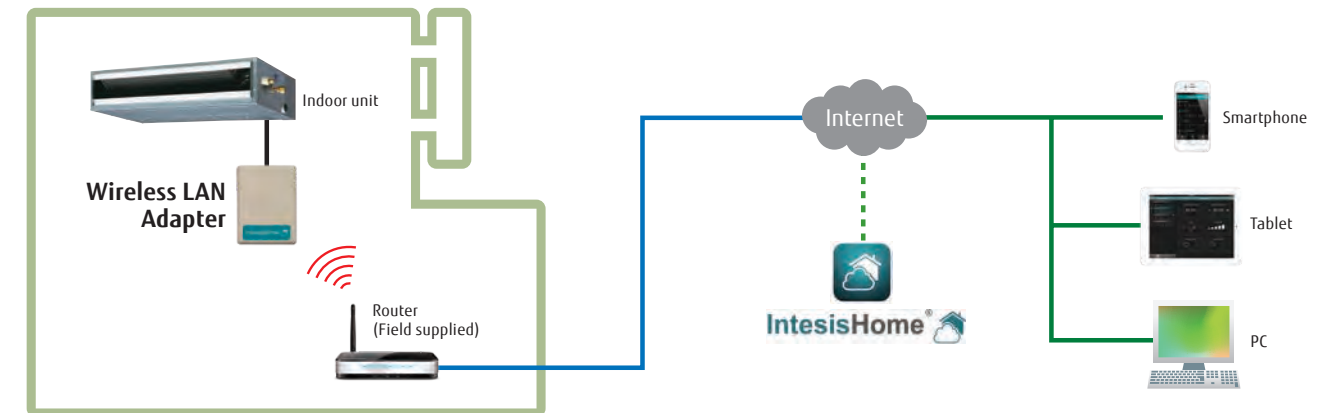 Indoor unit
Wireless LAN
Adapter
Router
(Field supplied)
Internet
IntesisHome®
Smartphone
Tablet
PC